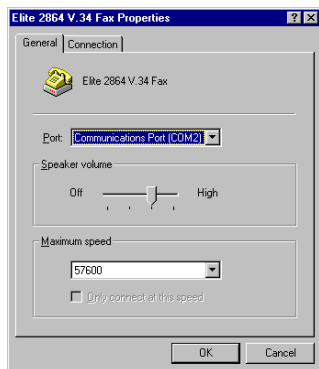 Elite 2864 V.34 Fax Properties
General Connection
Elite 2864 V.34 Fax
Port: Communications Port (COM2)
Speaker volume
Off High
Maximum speed
57600
Only connect at this speed
OK Cancel